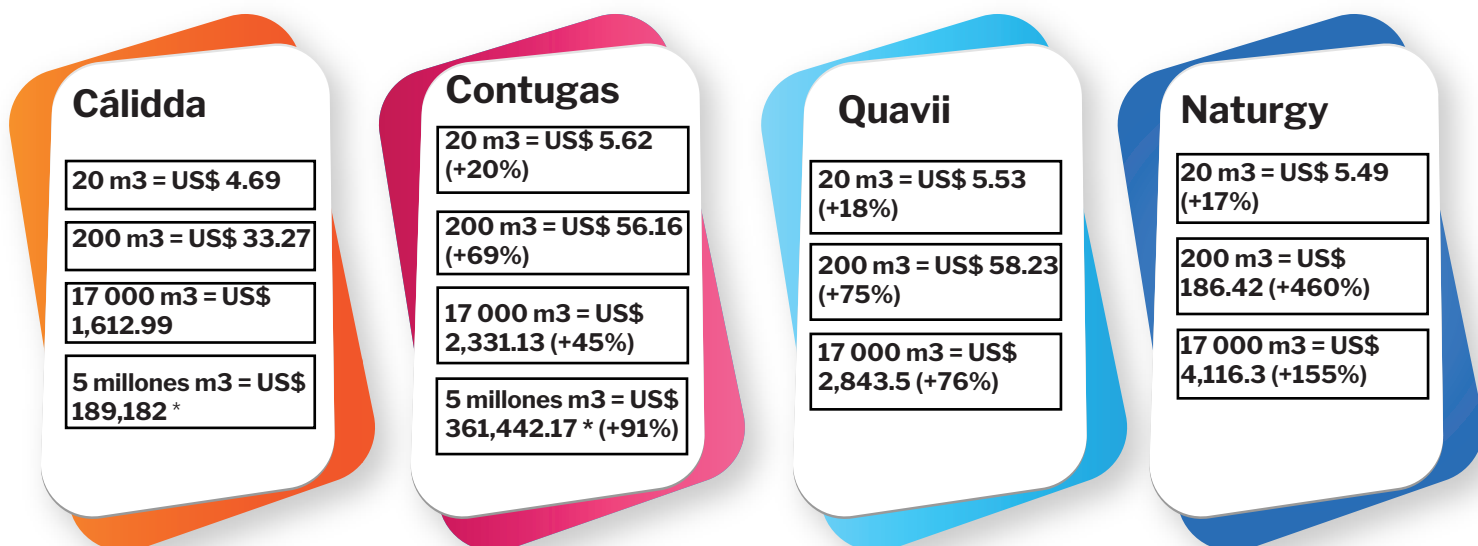 Cálidda
20 m3 = US$ 4.69
200 m3 = US$ 33.27
17 000 m3 = US$
1,612.99
5 millones m3 = US$
189,182 *
Contugas
20 m3 = US$ 5.62
(+20%)
200 m3 = US$ 56.16
(+69%)
17 000 m3 = US$
2,331.13 (+45%)
5 millones m3 = US$
361,442.17 * (+91%)
Quavii
20 m3 = US$ 5.53
(+18%)
200 m3 = US$ 58.23
(+75%)
17 000 m3 = US$
2,843.5 (+76%)
Naturgy
20 m3 = US$ 5.49
(+17%)
200 m3 = US$
186.42 (+460%)
17 000 m3 = US$
4,116.3 (+155%)